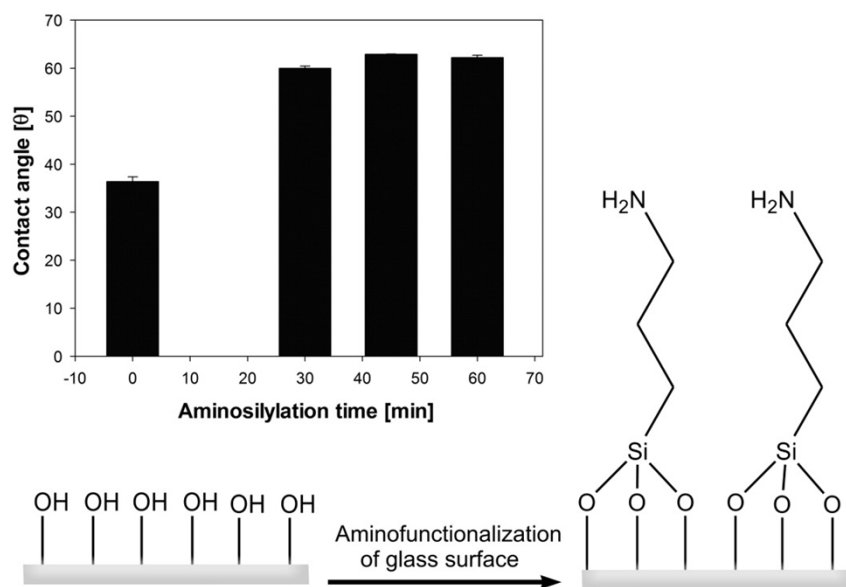 70
60
50
40
30
20
10
0
Contact angle [θ]
-10 0 10 20 30 40 50 60 70
Aminosilylation time [min]
H₂N H₂N
Si Si
O O O O O O
OH OH OH OH OH OH
Aminofunctionalization
of glass surface